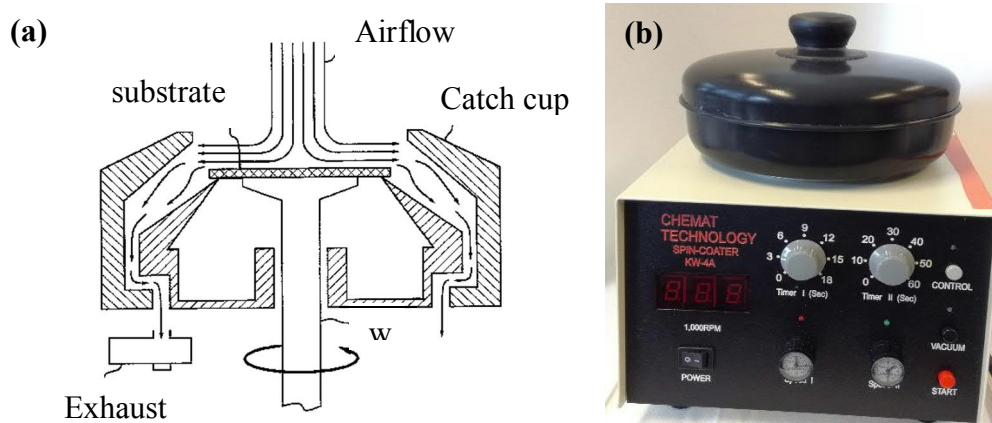 (a)
Airflow
substrate
Catch cup
w
Exhaust
(b)
CHEMAT
TECHNOLOGY
SPIN-COATER
KW-4A
1,000RPM
POWER
0 3 6 9 12 15 18
Timer I (Sec)
0 10 20 30 40 50 60
Timer II (Sec)
CONTROL
VACUUM
START